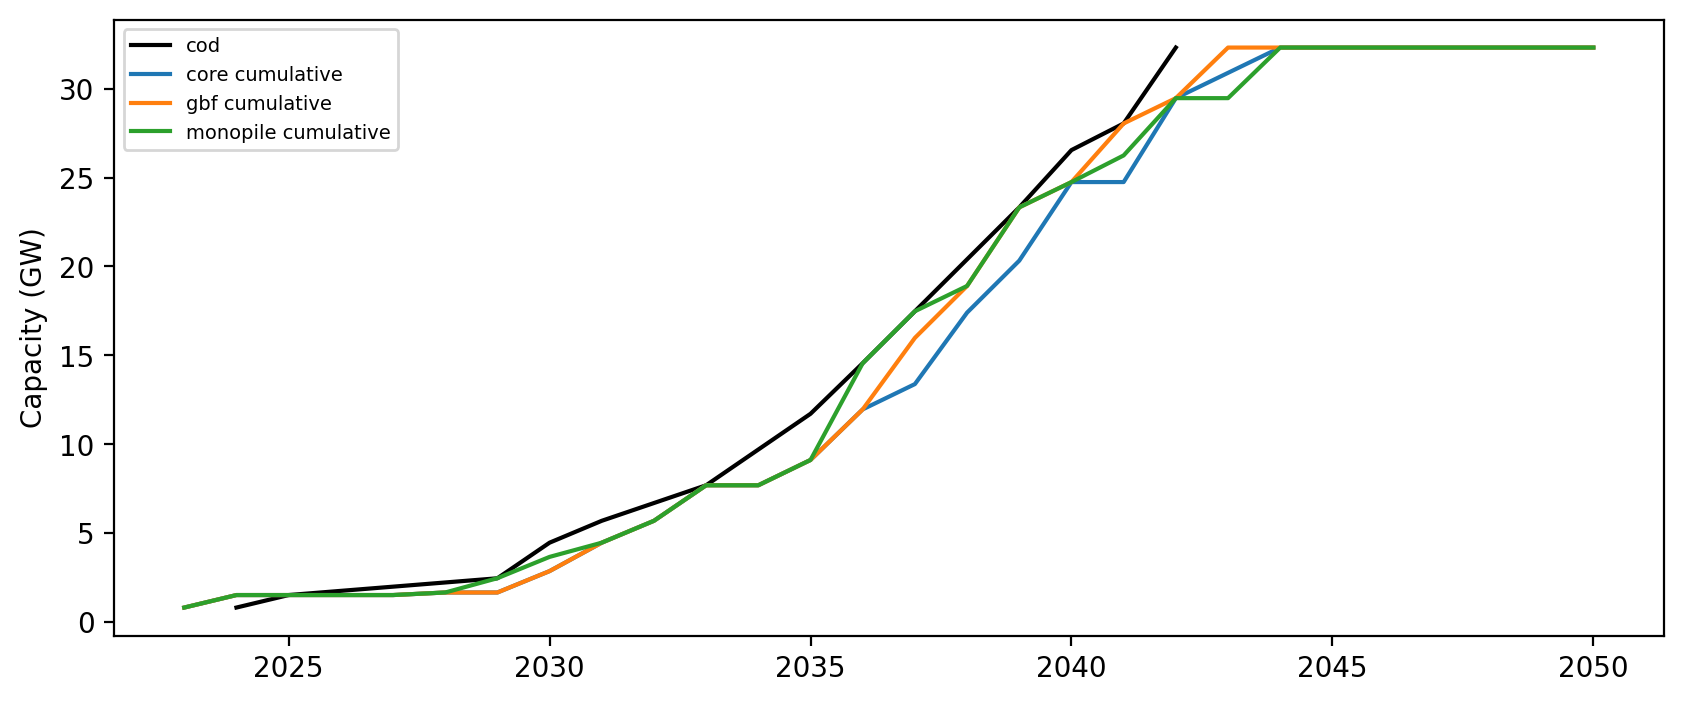 cod
core cumulative
gbf cumulative
monopile cumulative
Capacity (GW)
30
25
20
15
10
5
0
2025 2030 2035 2040 2045 2050